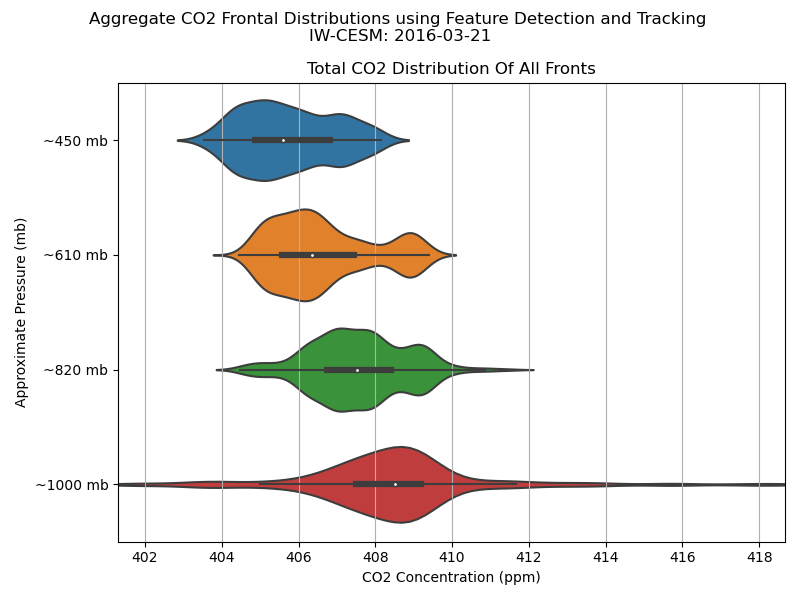 Aggregate CO2 Frontal Distributions using Feature Detection and Tracking
IW-CESM: 2016-03-21
Total CO2 Distribution Of All Fronts
~450 mb
~610 mb
~820 mb
~1000 mb
Approximate Pressure (mb)
402 404 406 408 410 412 414 416 418
CO2 Concentration (ppm)